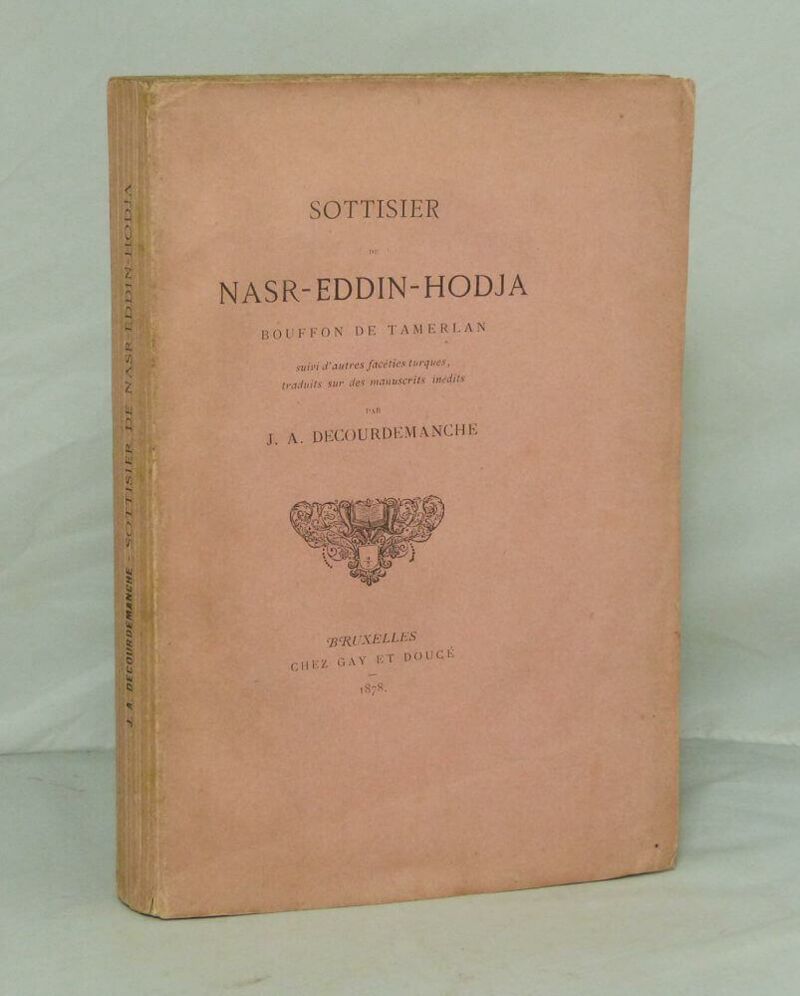 SOTTISIER
DE
NASR-EDDIN-HODJA
BOUFFON DE TAMERLAN
suivi d'autres facéties turques,
traduits sur des manuscrits inédits
PAR
J. A. DECOURDEMANCHE
BRUXELLES
CHEZ GAY ET DOUCÉ
1878.
J. A. DECOURDEMANCHE - SOTTISIER DE NASR-EDDIN-HODJA